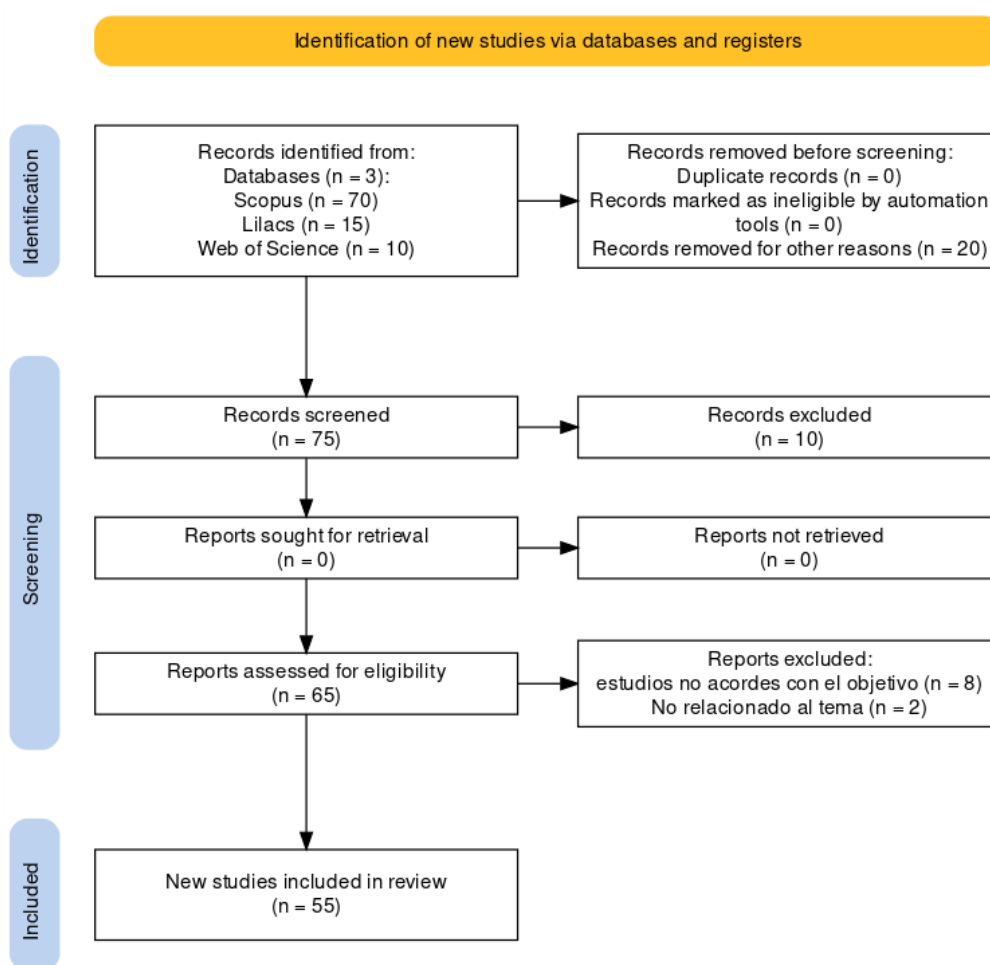 Identification of new studies via databases and registers
Identification
Records identified from:
Databases (n = 3):
Scopus (n = 70)
Lilacs (n = 15)
Web of Science (n = 10)
Records removed before screening:
Duplicate records (n = 0)
Records marked as ineligible by automation
tools (n = 0)
Records removed for other reasons (n = 20)
Screening
Records screened
(n = 75)
Records excluded
(n = 10)
Reports sought for retrieval
(n = 0)
Reports not retrieved
(n = 0)
Reports assessed for eligibility
(n = 65)
Reports excluded:
estudios no acordes con el objetivo (n = 8)
No relacionado al tema (n = 2)
Included
New studies included in review
(n = 55)